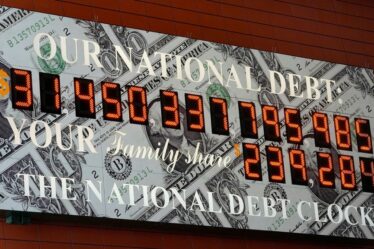 OUR NATIONAL DEBT:
$31,450,337,795,985
YOUR Family share $239,284
THE NATIONAL DEBT CLOCK